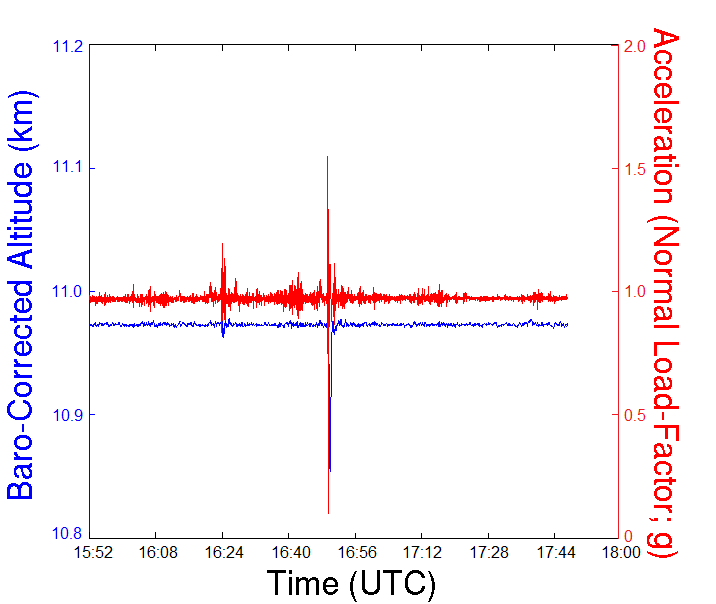 11.2
11.1
11.0
10.9
10.8
Baro-Corrected Altitude (km)
2.0
1.5
1.0
0.5
0
Acceleration (Normal Load-Factor; g)
15:52 16:08 16:24 16:40 16:56 17:12 17:28 17:44 18:00
Time (UTC)